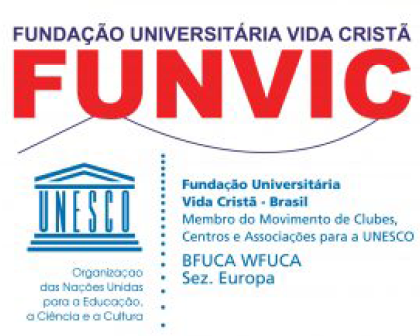 FUNDAÇÃO UNIVERSITÁRIA VIDA CRISTÃ
FUNVIC
UNESCO
Organização
das Nações Unidas
para a Educação,
a Ciência e a Cultura
Fundação Universitária
Vida Cristã - Brasil
Membro do Movimento de Clubes,
Centros e Associações para a UNESCO
BFUCA WFUCA
Sez. Europa